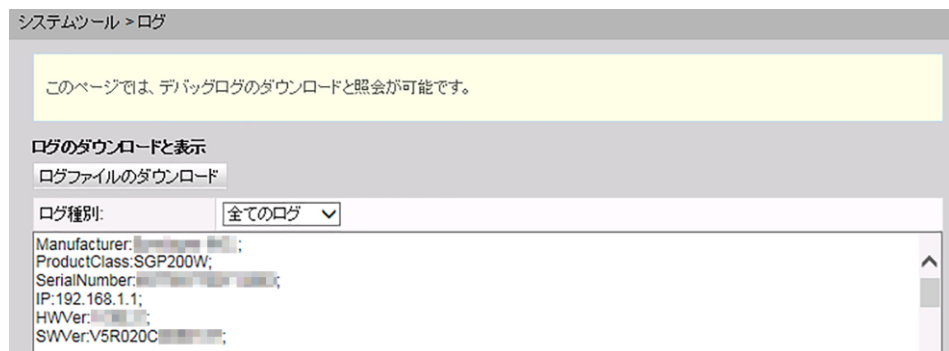 システムツール > ログ
このページでは、デバッグログのダウンロードと照会が可能です。
ログのダウンロードと表示
ログファイルのダウンロード
ログ種別: 全てのログ
Manufacturer: ;
ProductClass:SGP200W;
SerialNumber: ;
IP:192.168.1.1;
HWVer: ;
SWVer:V5R020C ;